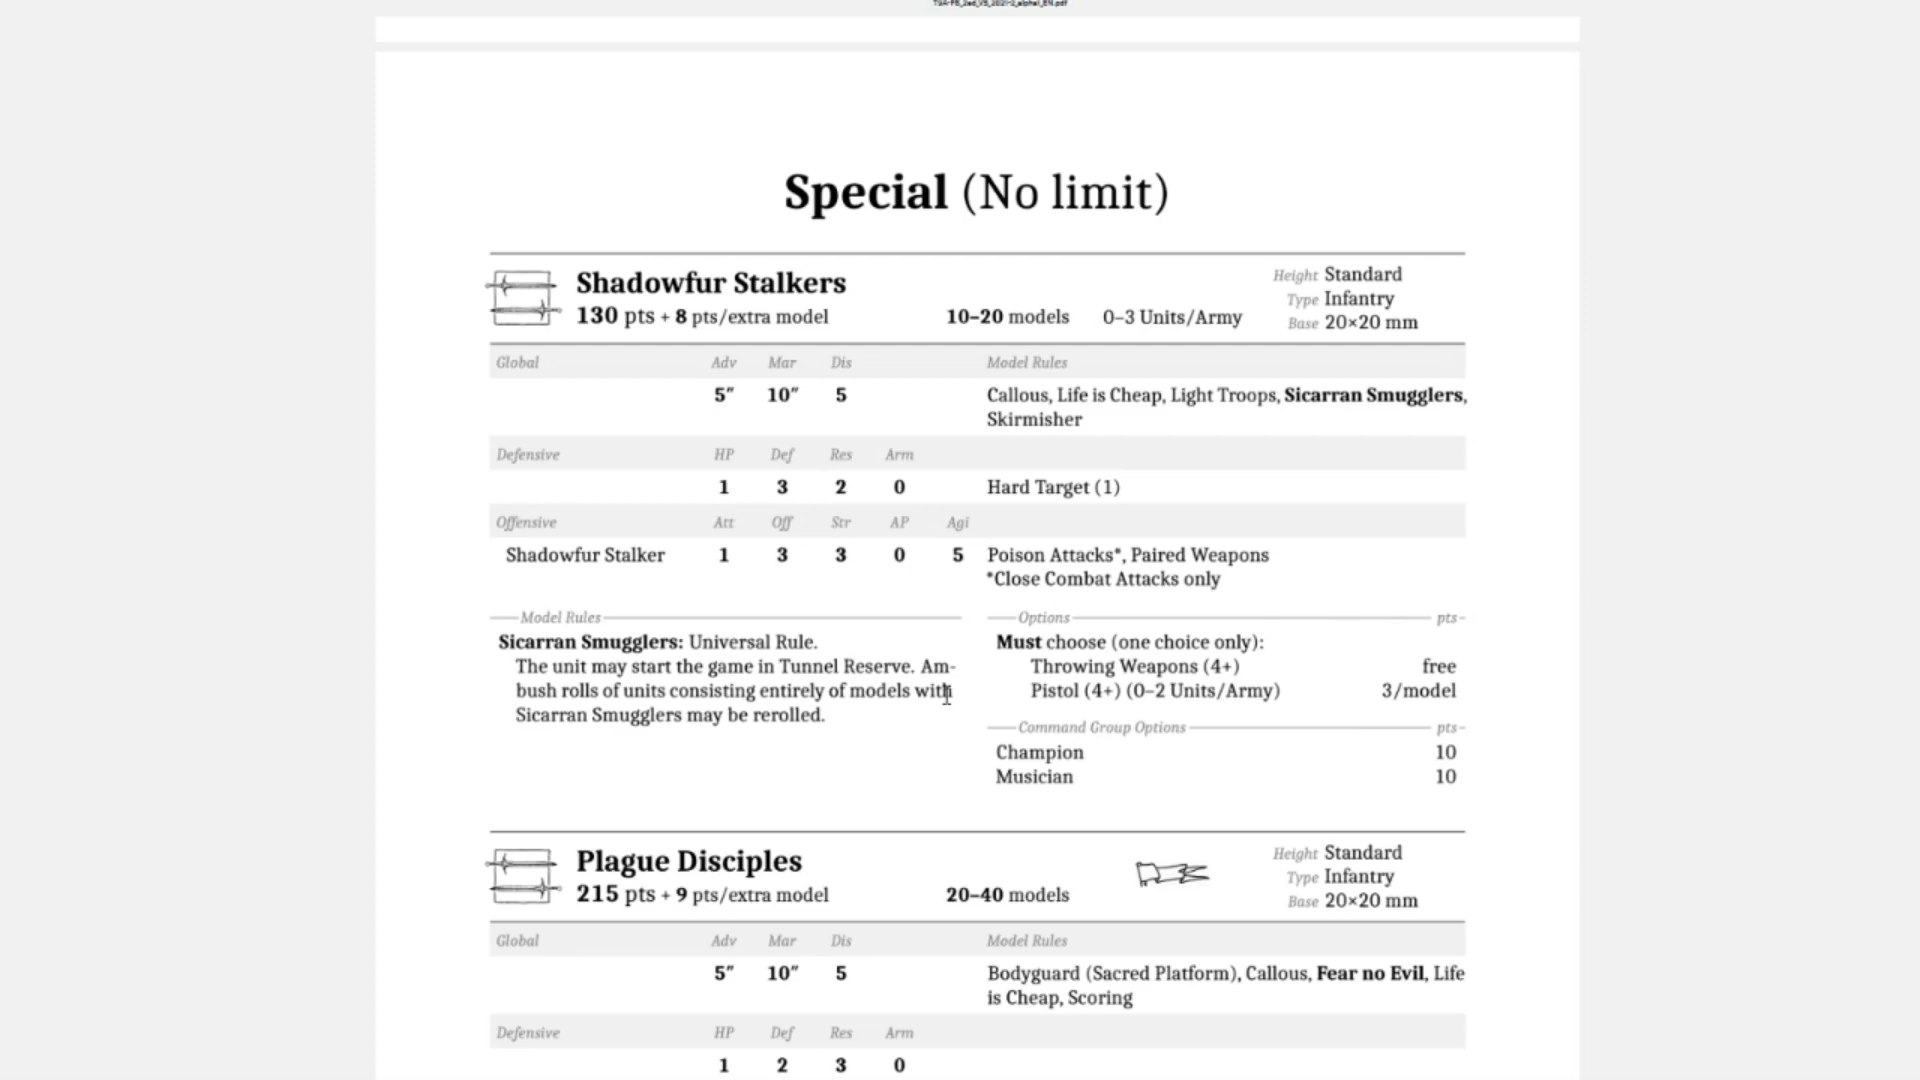 Special (No limit)
Shadowfur Stalkers
130 pts + 8 pts/extra model 10–20 models 0–3 Units/Army
Height Standard
Type Infantry
Base 20×20 mm
Global Adv Mar Dis Model Rules
5″ 10″ 5 Callous, Life is Cheap, Light Troops, Sicarran Smugglers,
Skirmisher
Defensive HP Def Res Arm
1 3 2 0 Hard Target (1)
Offensive Att Off Str AP Agi
Shadowfur Stalker 1 3 3 0 5 Poison Attacks*, Paired Weapons
*Close Combat Attacks only
Model Rules
Sicarran Smugglers: Universal Rule.
The unit may start the game in Tunnel Reserve. Am-
bush rolls of units consisting entirely of models with
Sicarran Smugglers may be rerolled.
Options pts
Must choose (one choice only):
Throwing Weapons (4+) free
Pistol (4+) (0–2 Units/Army) 3/model
Command Group Options pts
Champion 10
Musician 10
Plague Disciples
215 pts + 9 pts/extra model 20–40 models
Height Standard
Type Infantry
Base 20×20 mm
Global Adv Mar Dis Model Rules
5″ 10″ 5 Bodyguard (Sacred Platform), Callous, Fear no Evil, Life
is Cheap, Scoring
Defensive HP Def Res Arm
1 2 3 0